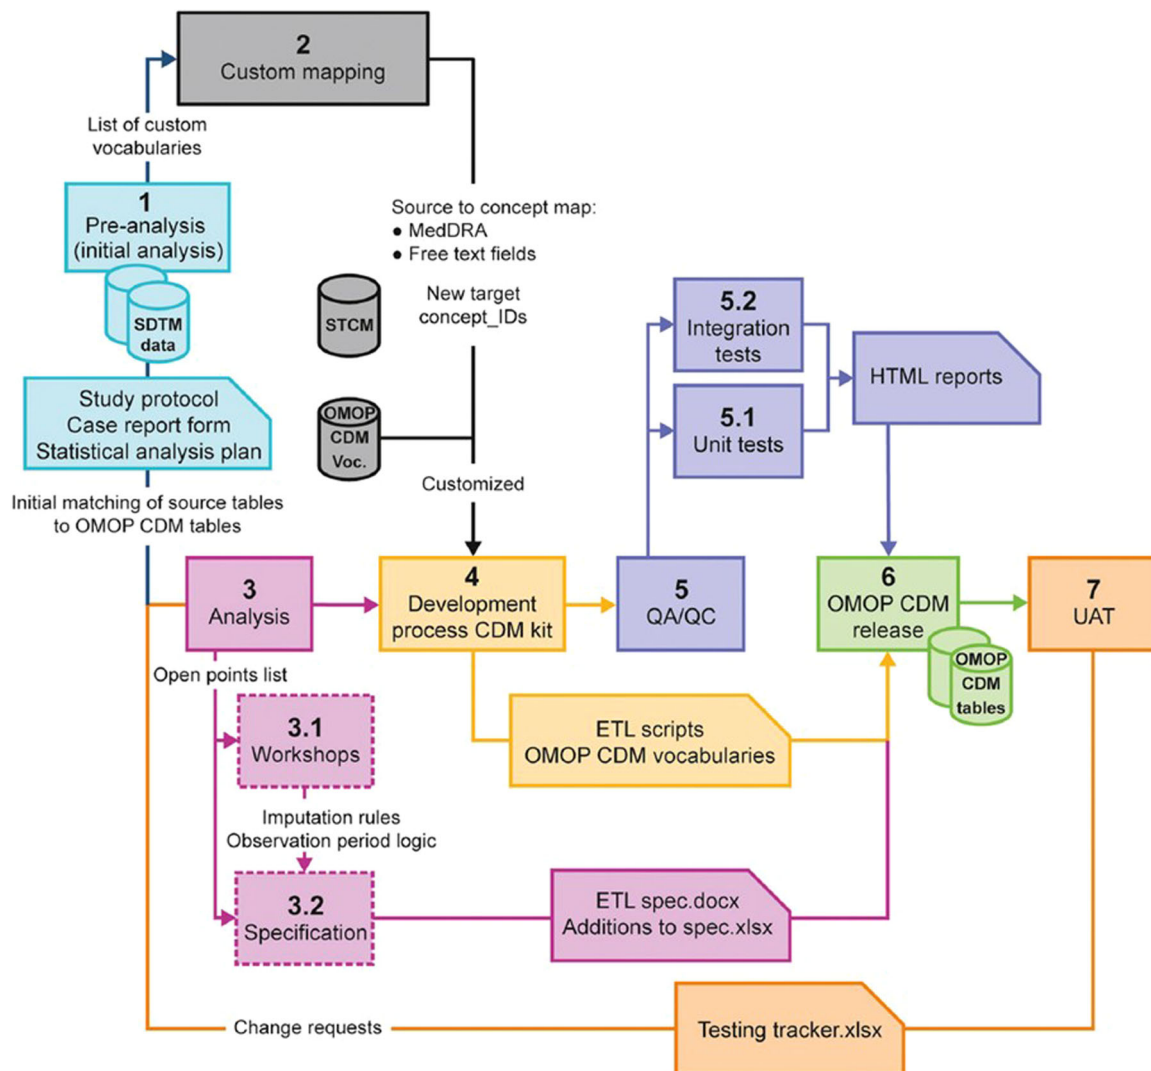 2
Custom mapping
List of custom
vocabularies
1
Pre-analysis
(initial analysis)
SDTM
data
Study protocol
Case report form
Statistical analysis plan
Initial matching of source tables
to OMOP CDM tables
Source to concept map:
● MedDRA
● Free text fields
New target
concept_IDs
STCM
OMOP
CDM
Voc.
Customized
5.2
Integration
tests
5.1
Unit tests
HTML reports
3
Analysis
4
Development
process CDM kit
5
QA/QC
6
OMOP CDM
release
OMOP
CDM
tables
7
UAT
Open points list
3.1
Workshops
Imputation rules
Observation period logic
3.2
Specification
ETL scripts
OMOP CDM vocabularies
ETL spec.docx
Additions to spec.xlsx
Change requests
Testing tracker.xlsx